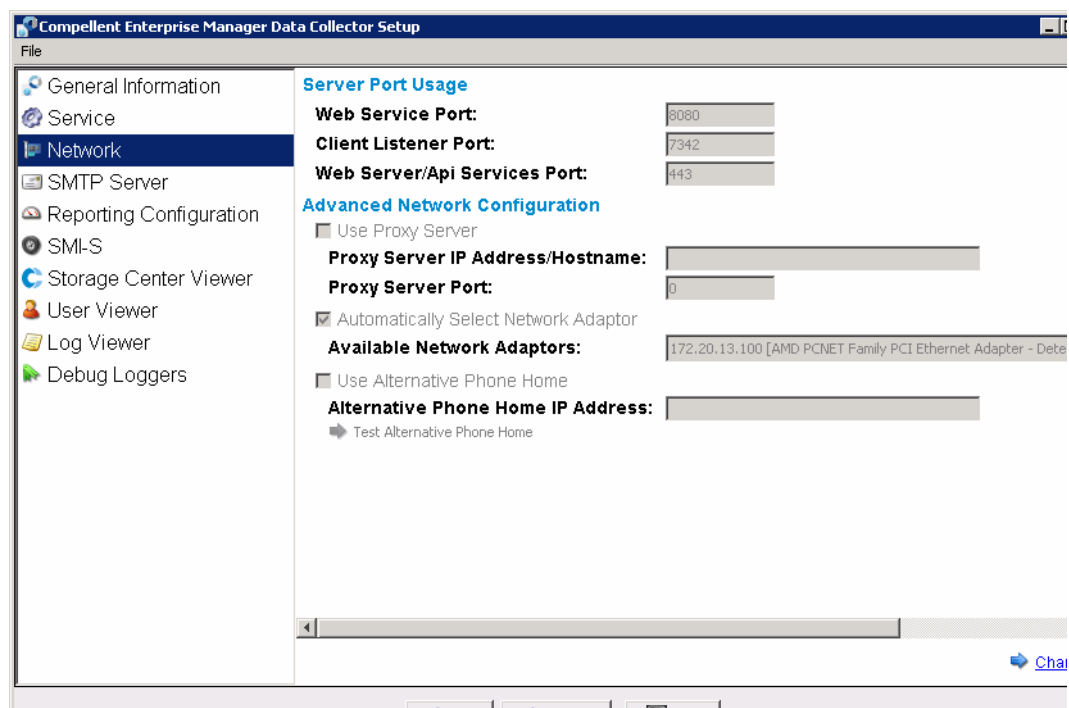 Compellent Enterprise Manager Data Collector Setup
File
General Information
Service
Network
SMTP Server
Reporting Configuration
SMI-S
Storage Center Viewer
User Viewer
Log Viewer
Debug Loggers
Server Port Usage
Web Service Port: 8080
Client Listener Port: 7342
Web Server/Api Services Port: 443
Advanced Network Configuration
Use Proxy Server
Proxy Server IP Address/Hostname:
Proxy Server Port: 0
Automatically Select Network Adaptor
Available Network Adaptors: 172.20.13.100 [AMD PCNET Family PCI Ethernet Adapter - Dete
Use Alternative Phone Home
Alternative Phone Home IP Address:
Test Alternative Phone Home
Chan